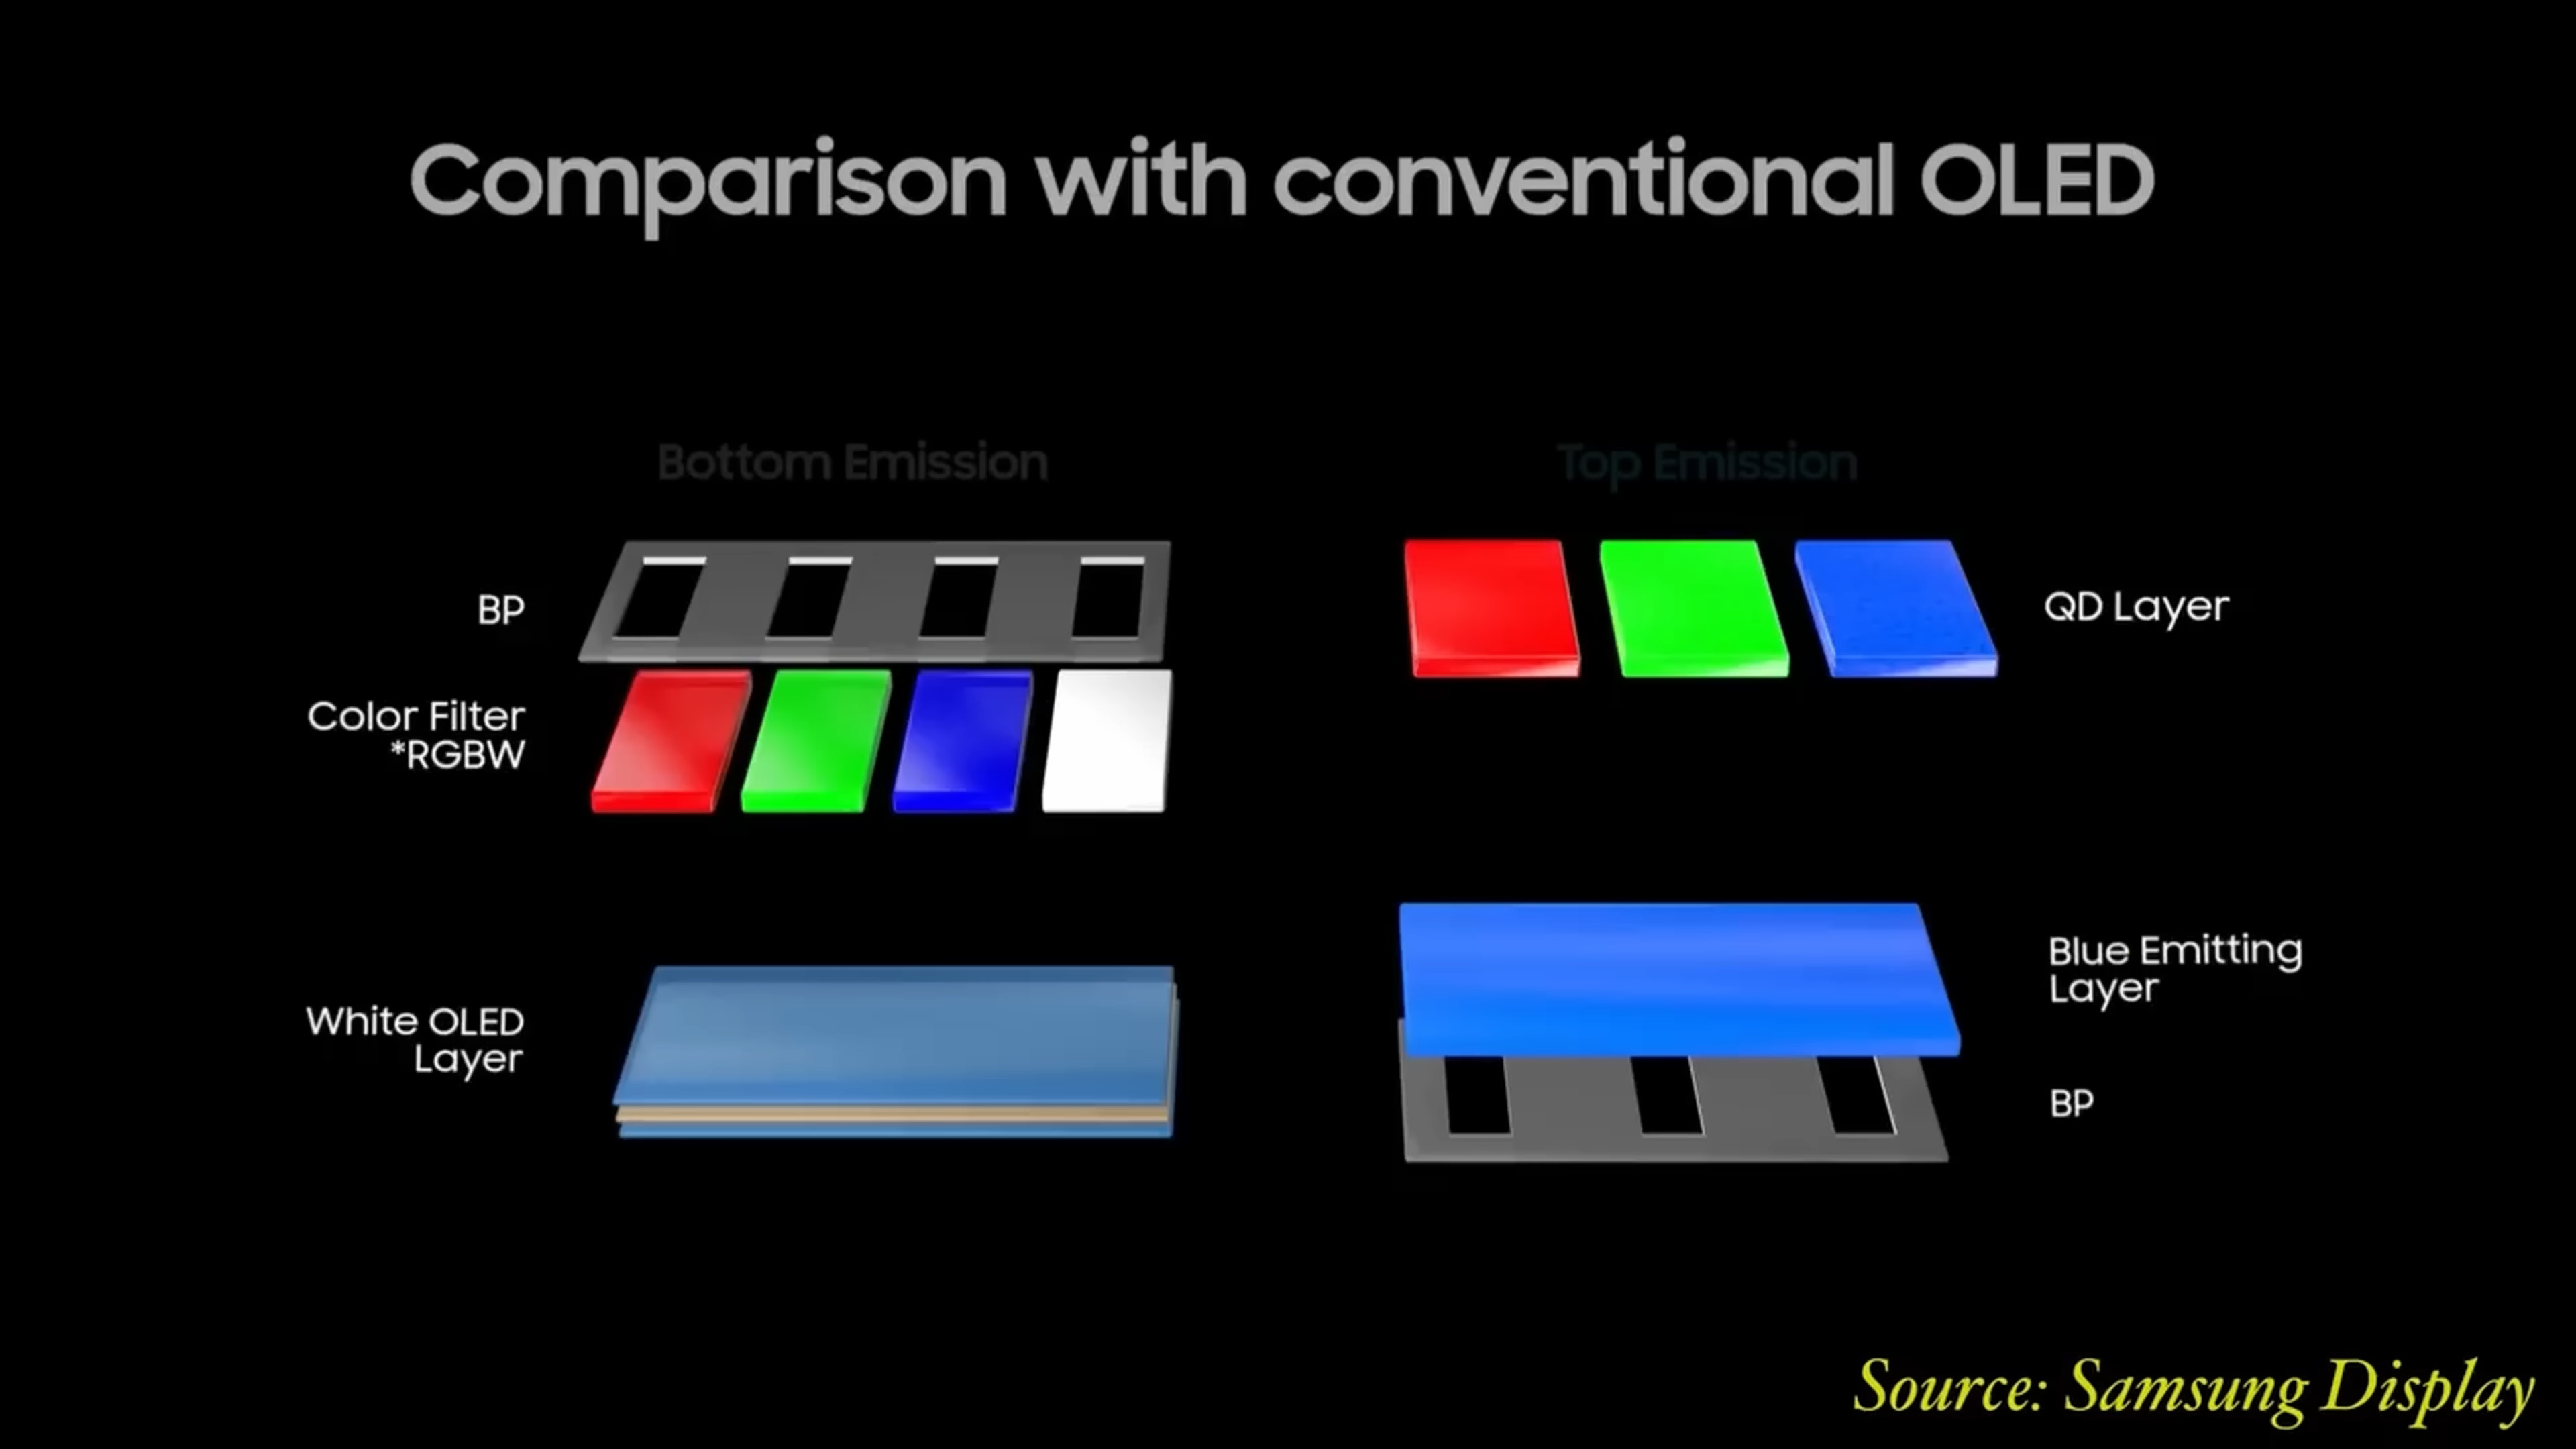 Comparison with conventional OLED
Bottom Emission
Top Emission
BP
Color Filter
*RGBW
White OLED
Layer
QD Layer
Blue Emitting
Layer
BP
Source: Samsung Display